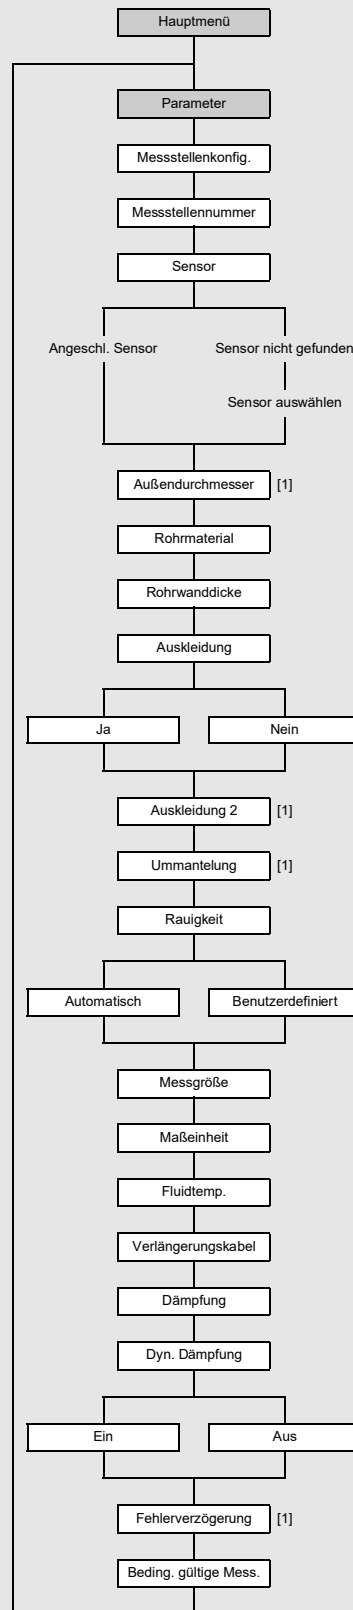 Hauptmenü
Parameter
Messstellenkonfig.
Messstellennummer
Sensor
Angeschl. Sensor
Sensor nicht gefunden
Sensor auswählen
Außendurchmesser [1]
Rohrmaterial
Rohrwanddicke
Auskleidung
Ja
Nein
Auskleidung 2 [1]
Ummantelung [1]
Rauigkeit
Automatisch
Benutzerdefiniert
Messgröße
Maßeinheit
Fluidtemp.
Verlängerungskabel
Dämpfung
Dyn. Dämpfung
Ein
Aus
Fehlerverzögerung [1]
Beding. gültige Mess.